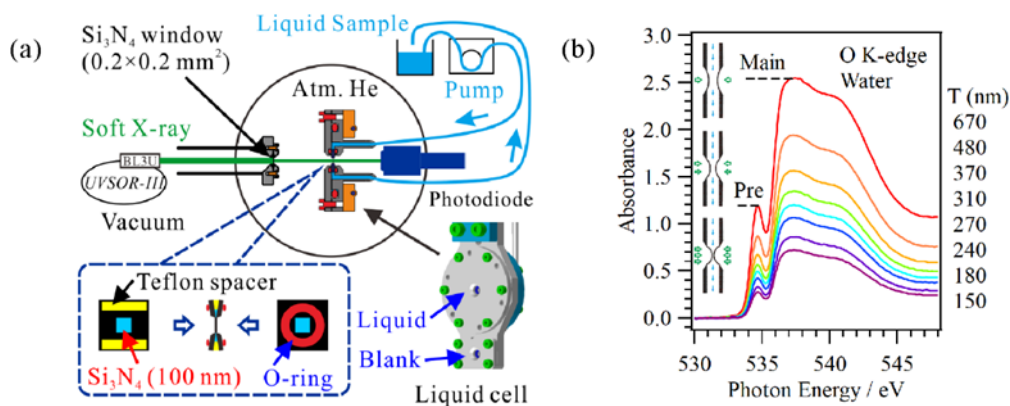 (a)
Si₃N₄ window
(0.2×0.2 mm²)
Liquid Sample
Atm. He
Pump
Soft X-ray
BL3U
UVSOR-III
Vacuum
Photodiode
Teflon spacer
Si₃N₄ (100 nm)
O-ring
Liquid
Blank
Liquid cell
(b)
3.0
2.5
2.0
1.5
1.0
0.5
0.0
Absorbance
Main
Pre
O K-edge
Water
T (nm)
670
480
370
310
270
240
180
150
530
535
540
545
Photon Energy / eV